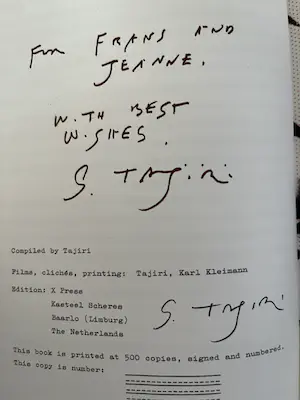 FOR FRANS AND
JEANNE.
WITH BEST
WISHES.
S. TAJIRI
Compiled by Tajiri
Films, clichés, printing: Tajiri, Karl Kleimann
Edition: X Press
Kasteel Scheres
Baarlo (Limburg)
The Netherlands
S. TAJIRI
This book is printed at 500 copies, signed and numbered.
This copy is number: